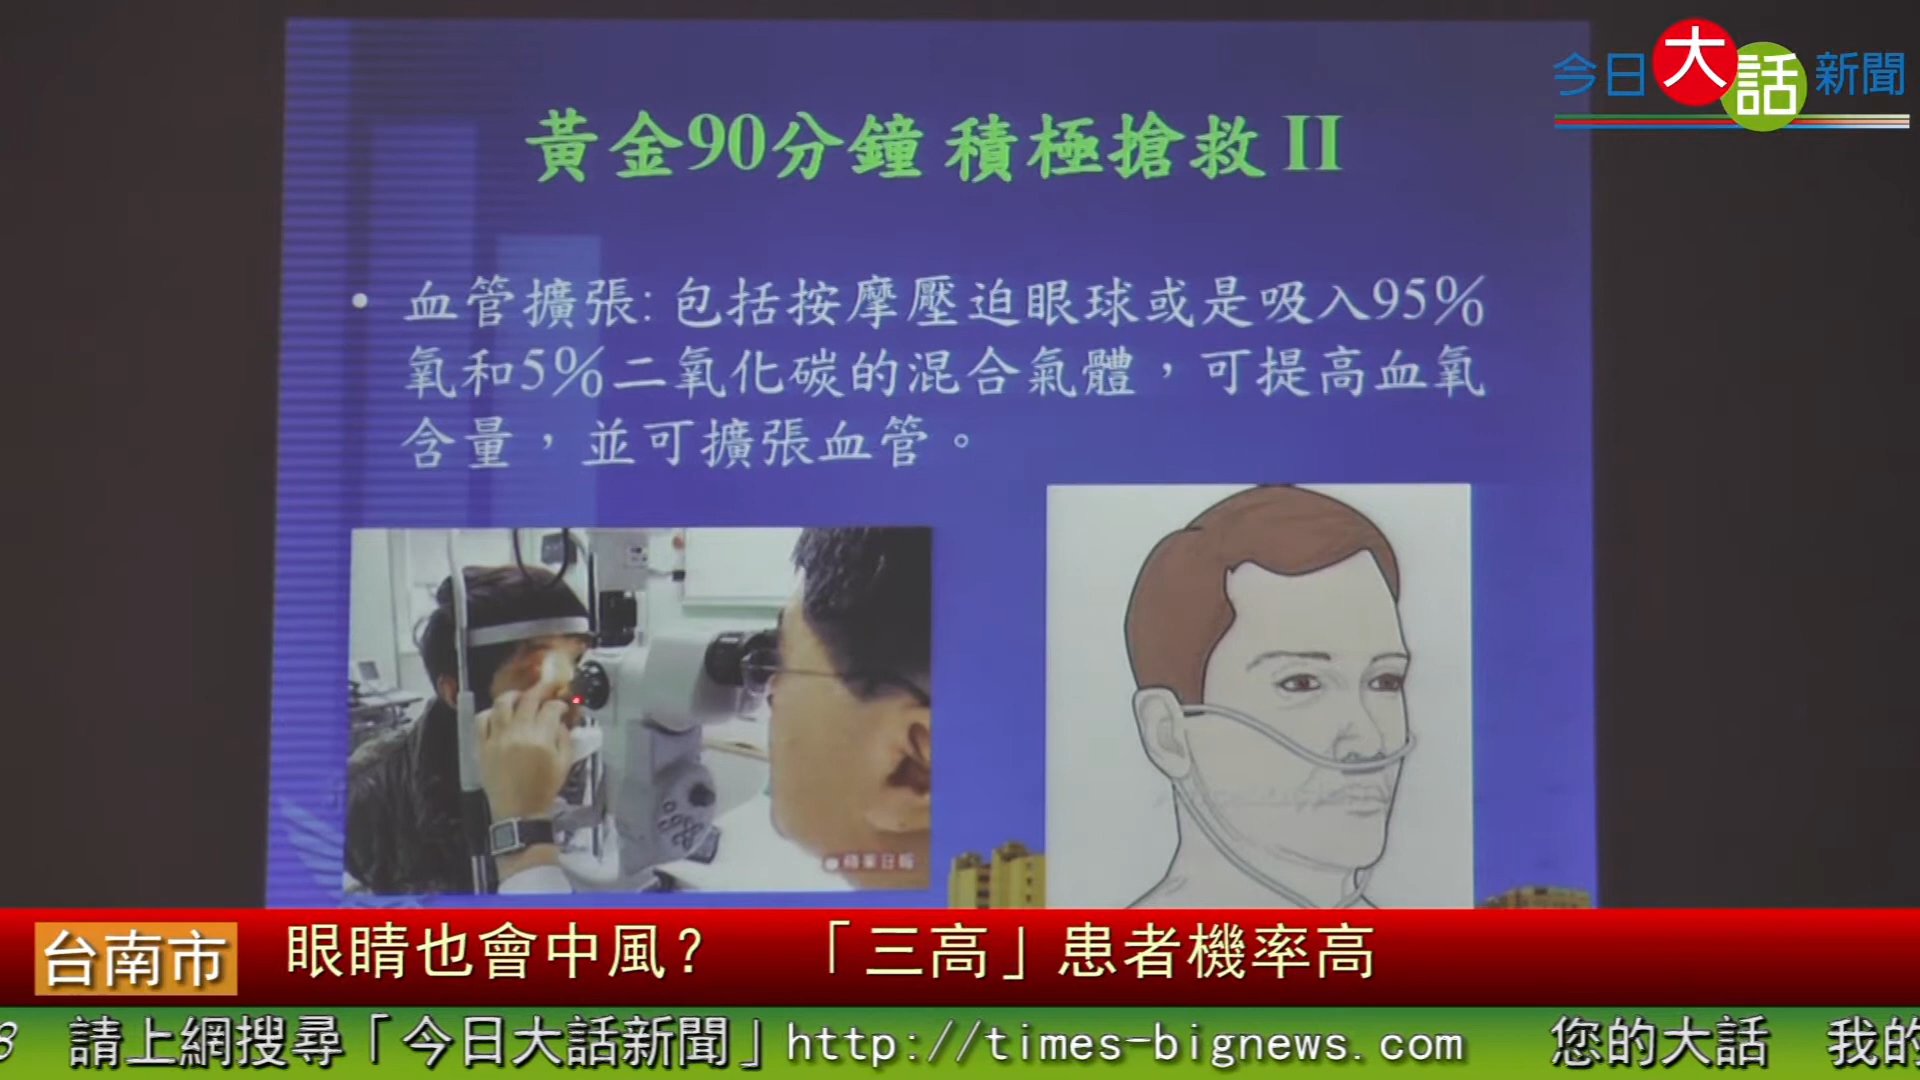 今日大話新聞
黃金90分鐘 積極搶救 II
• 血管擴張: 包括按摩壓迫眼球或是吸入95%
氧和5%二氧化碳的混合氣體，可提高血氧
含量，並可擴張血管。
蘋果日報
台南市 眼睛也會中風？ 「三高」患者機率高
請上網搜尋「今日大話新聞」http://times-bignews.com 您的大話 我的